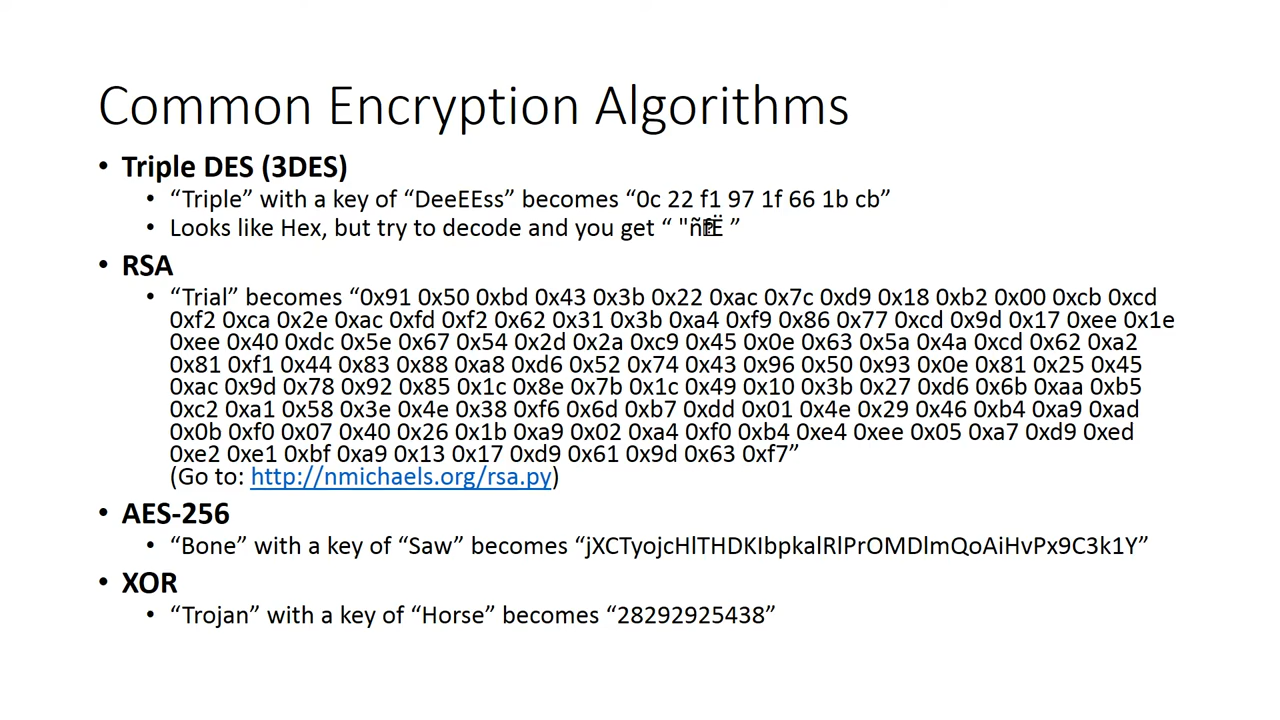 Common Encryption Algorithms
• Triple DES (3DES)
• “Triple” with a key of “DeeEEss” becomes “0c 22 f1 97 1f 66 1b cb”
• Looks like Hex, but try to decode and you get “ "ñfË ”
• RSA
• “Trial” becomes “0x91 0x50 0xbd 0x43 0x3b 0x22 0xac 0x7c 0xd9 0x18 0xb2 0x00 0xcb 0xcd
0xf2 0xca 0x2e 0xac 0xfd 0xf2 0x62 0x31 0x3b 0xa4 0xf9 0x86 0x77 0xcd 0x9d 0x17 0xee 0x1e
0xee 0x40 0xdc 0x5e 0x67 0x54 0x2d 0x2a 0xc9 0x45 0x0e 0x63 0x5a 0x4a 0xcd 0x62 0xa2
0x81 0xf1 0x44 0x83 0x88 0xa8 0xd6 0x52 0x74 0x43 0x96 0x50 0x93 0x0e 0x81 0x25 0x45
0xac 0x9d 0x78 0x92 0x85 0x1c 0x8e 0x7b 0x1c 0x49 0x10 0x3b 0x27 0xd6 0x6b 0xaa 0xb5
0xc2 0xa1 0x58 0x3e 0x4e 0x38 0xf6 0x6d 0xb7 0xdd 0x01 0x4e 0x29 0x46 0xb4 0xa9 0xad
0x0b 0xf0 0x07 0x40 0x26 0x1b 0xa9 0x02 0xa4 0xf0 0xb4 0xe4 0xee 0x05 0xa7 0xd9 0xed
0xe2 0xe1 0xbf 0xa9 0x13 0x17 0xd9 0x61 0x9d 0x63 0xf7”
(Go to: http://nmichaels.org/rsa.py)
• AES-256
• “Bone” with a key of “Saw” becomes “jXCTyojcHlTHDKIbpkalRlPrOMDlmQoAiHvPx9C3k1Y”
• XOR
• “Trojan” with a key of “Horse” becomes “28292925438”